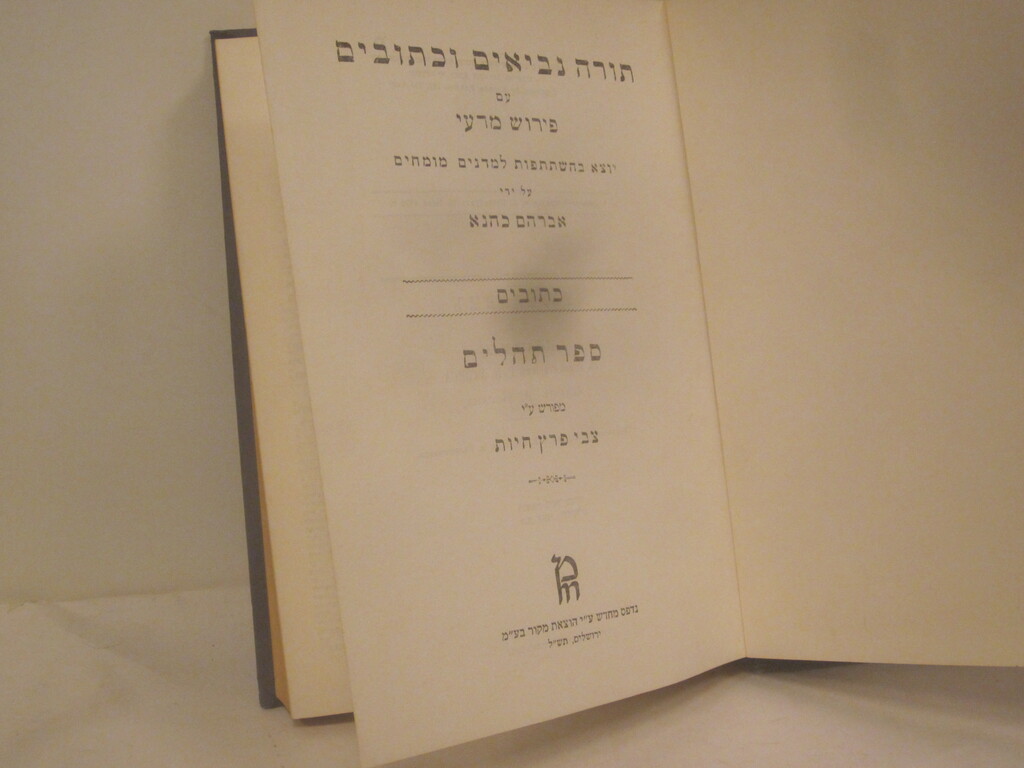 תורה נביאים וכתובים
עם
פירוש מדעי
יוצא בהשתתפות למדנים מומחים
על ידי
אברהם כהנא
כתובים
ספר תהלים
מפורש ע״י
צבי פרץ חיות
נדפס מחדש ע״י הוצאת מקור בע״מ
ירושלים, תש״ל